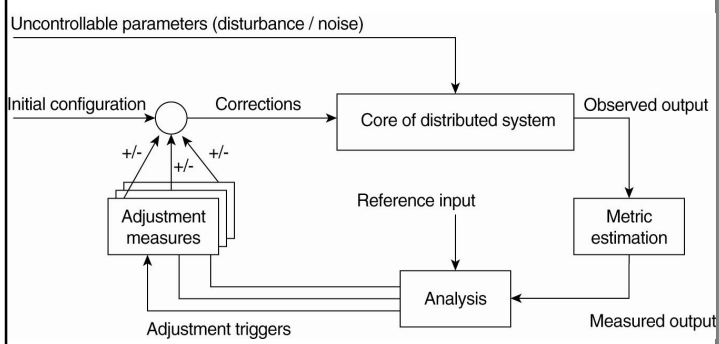 Uncontrollable parameters (disturbance / noise)
Initial configuration
Corrections
Core of distributed system
Observed output
+/-
+/-
+/-
Reference input
Adjustment
measures
Metric
estimation
Analysis
Adjustment triggers
Measured output